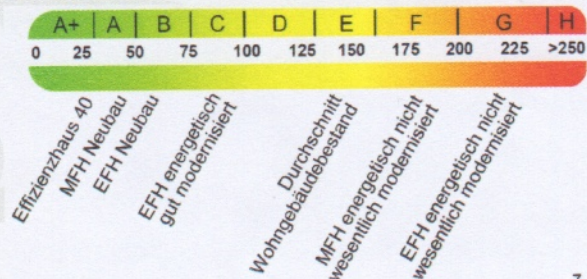 A+ A B C D E F G H
0 25 50 75 100 125 150 175 200 225 >250
Effizienzhaus 40
MFH Neubau
EFH Neubau
EFH energetisch
gut modernisiert
Durchschnitt
Wohngebäudebestand
MFH energetisch nicht
wesentlich modernisiert
EFH energetisch nicht
wesentlich modernisiert